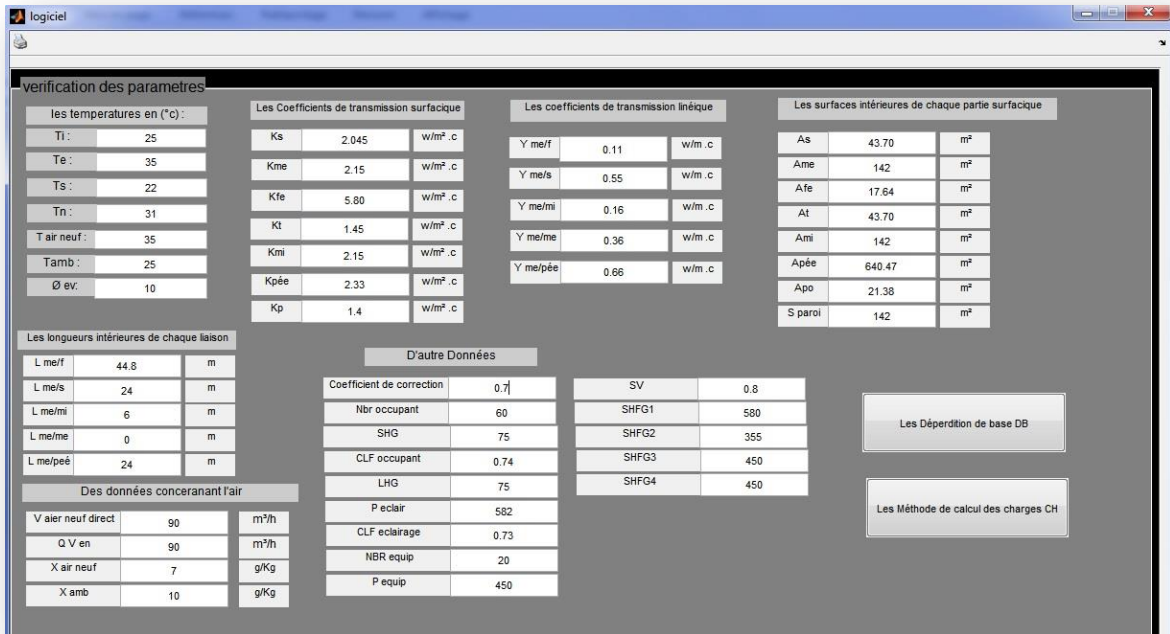 logiciel
verification des parametres
les temperatures en (°c) :
Ti : 25
Te : 35
Ts : 22
Tn : 31
T air neuf : 35
Tamb : 25
Ø ev: 10
Les Coefficients de transmission surfacique
Ks 2.045 w/m² .c
Kme 2.15 w/m² .c
Kfe 5.80 w/m² .c
Kt 1.45 w/m² .c
Kmi 2.15 w/m² .c
Kpée 2.33 w/m² .c
Kp 1.4 w/m² .c
Les coefficients de transmission linéique
Y me/f 0.11 w/m .c
Y me/s 0.55 w/m .c
Y me/mi 0.16 w/m .c
Y me/me 0.36 w/m .c
Y me/pée 0.66 w/m .c
Les surfaces intérieures de chaque partie surfacique
As 43.70 m²
Ame 142 m²
Afe 17.64 m²
At 43.70 m²
Ami 142 m²
Apée 640.47 m²
Apo 21.38 m²
S paroi 142 m²
Les longueurs intérieures de chaque liaison
L me/f 44.8 m
L me/s 24 m
L me/mi 6 m
L me/me 0 m
L me/peé 24 m
Des données conceranant l'air
V aier neuf direct 90 m³/h
Q V en 90 m³/h
X air neuf 7 g/Kg
X amb 10 g/Kg
D'autre Données
Coefficient de correction 0.7
Nbr occupant 60
SHG 75
CLF occupant 0.74
LHG 75
P eclair 582
CLF eclairage 0.73
NBR equip 20
P equip 450
SV 0.8
SHFG1 580
SHFG2 355
SHFG3 450
SHFG4 450
Les Déperdition de base DB
Les Méthode de calcul des charges CH